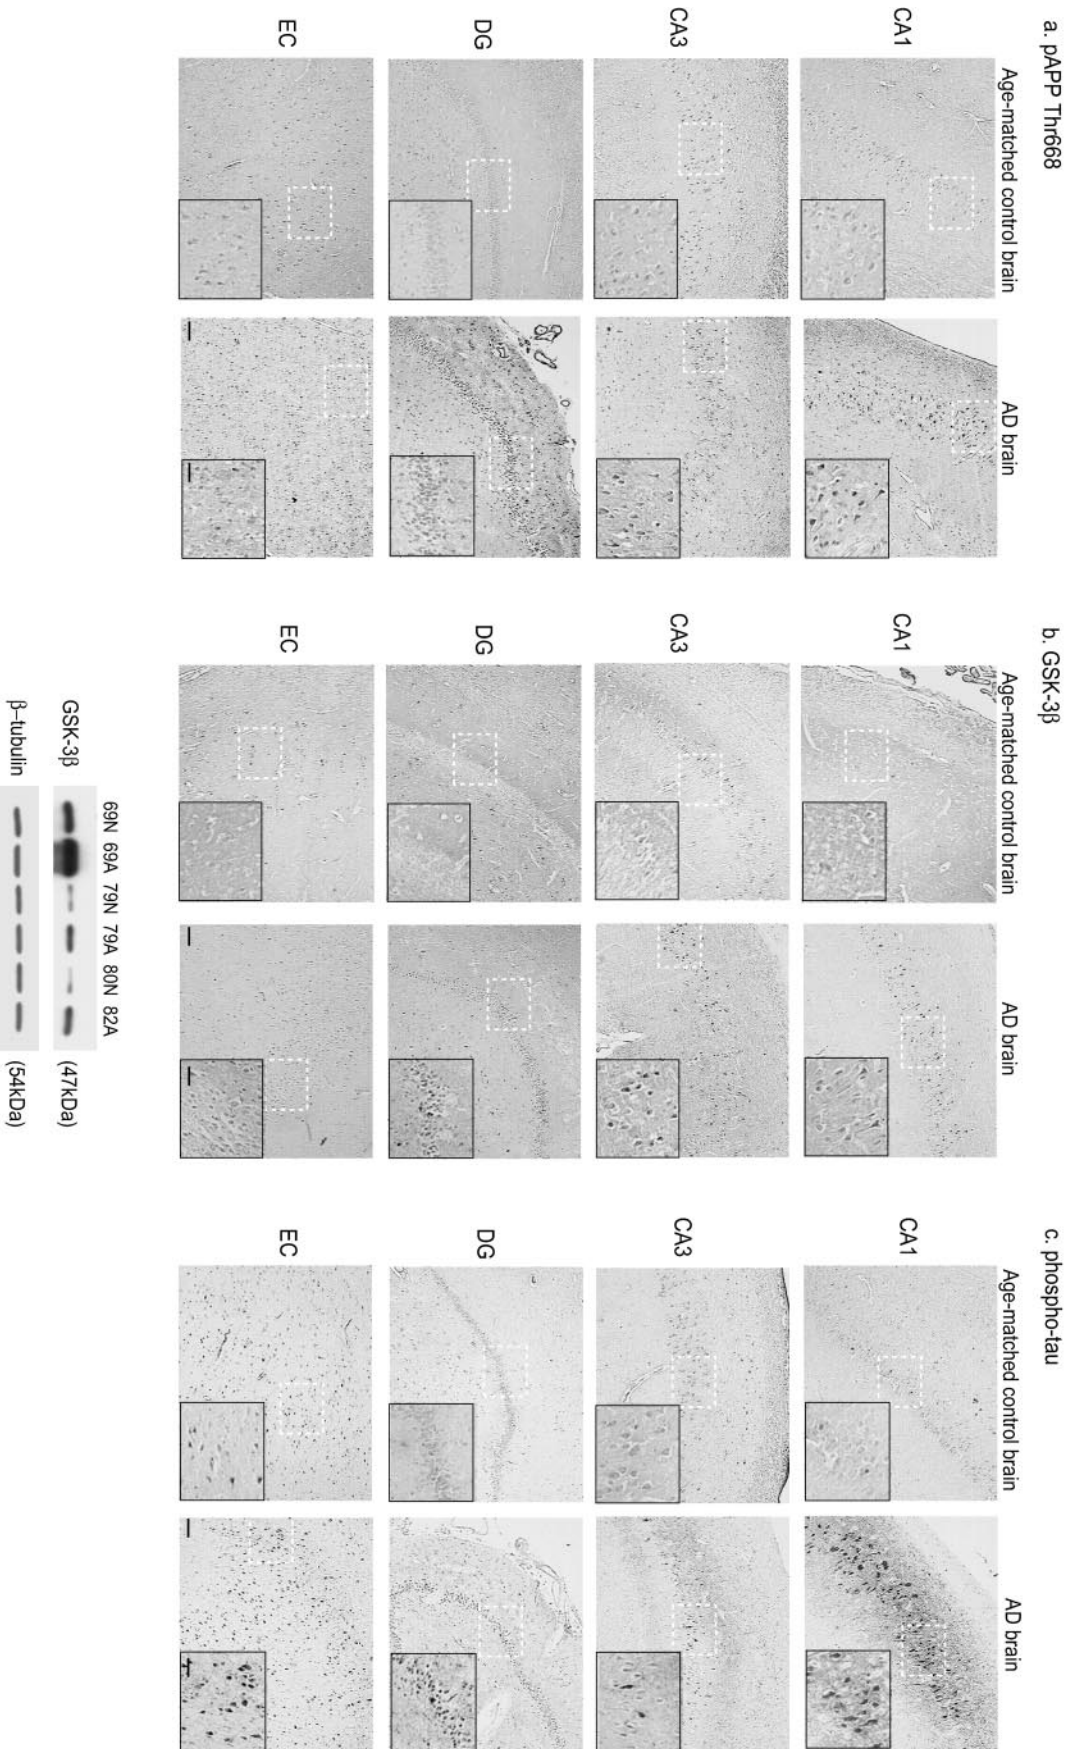 a. pAPP Thr668
Age-matched control brain
AD brain
CA1
CA3
DG
EC
b. GSK-3β
Age-matched control brain
AD brain
CA1
CA3
DG
EC
69N 69A 79N 79A 80N 82A
GSK-3β (47kDa)
β–tubulin (54kDa)
c. phospho-tau
Age-matched control brain
AD brain
CA1
CA3
DG
EC